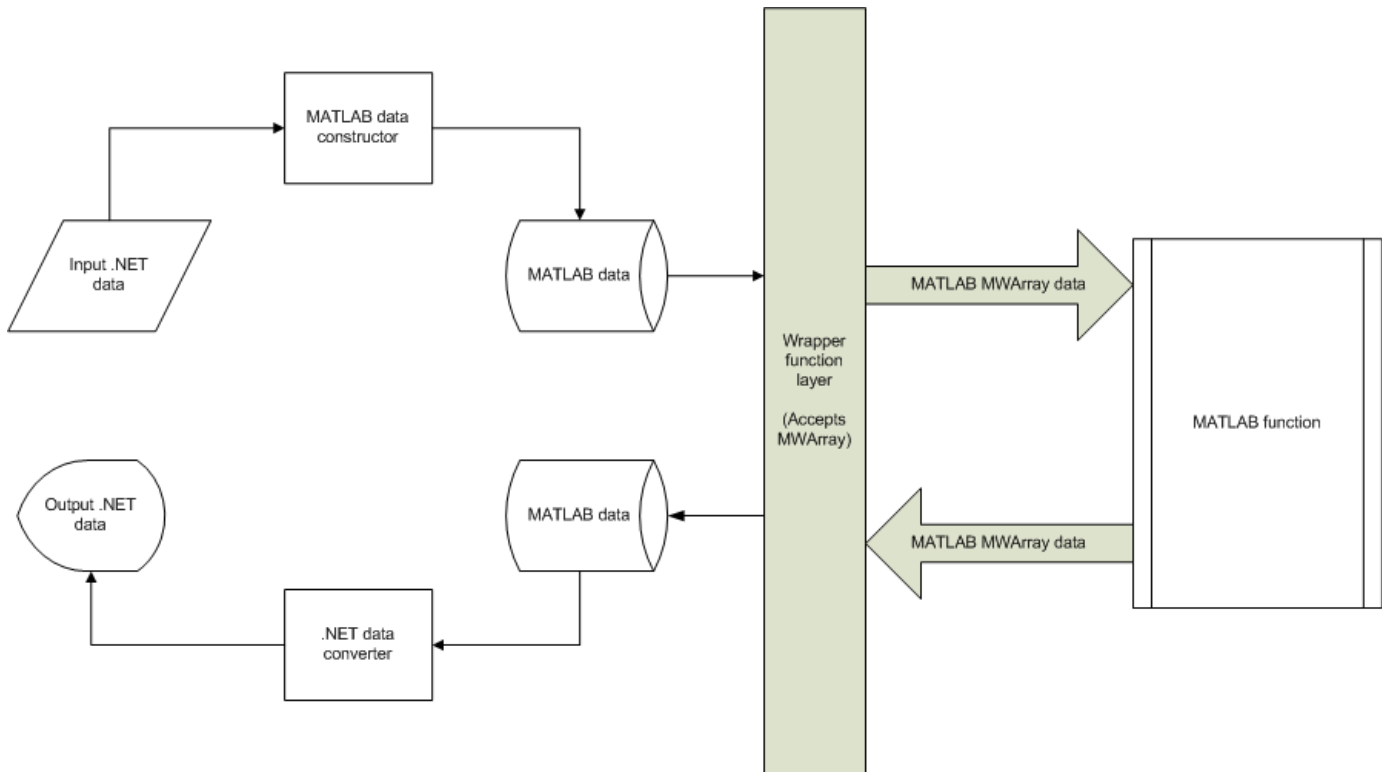 MATLAB data
constructor
Input .NET
data
MATLAB data
MATLAB MWArray data
Wrapper
function
layer
(Accepts
MWArray)
MATLAB function
Output .NET
data
MATLAB data
MATLAB MWArray data
.NET data
converter